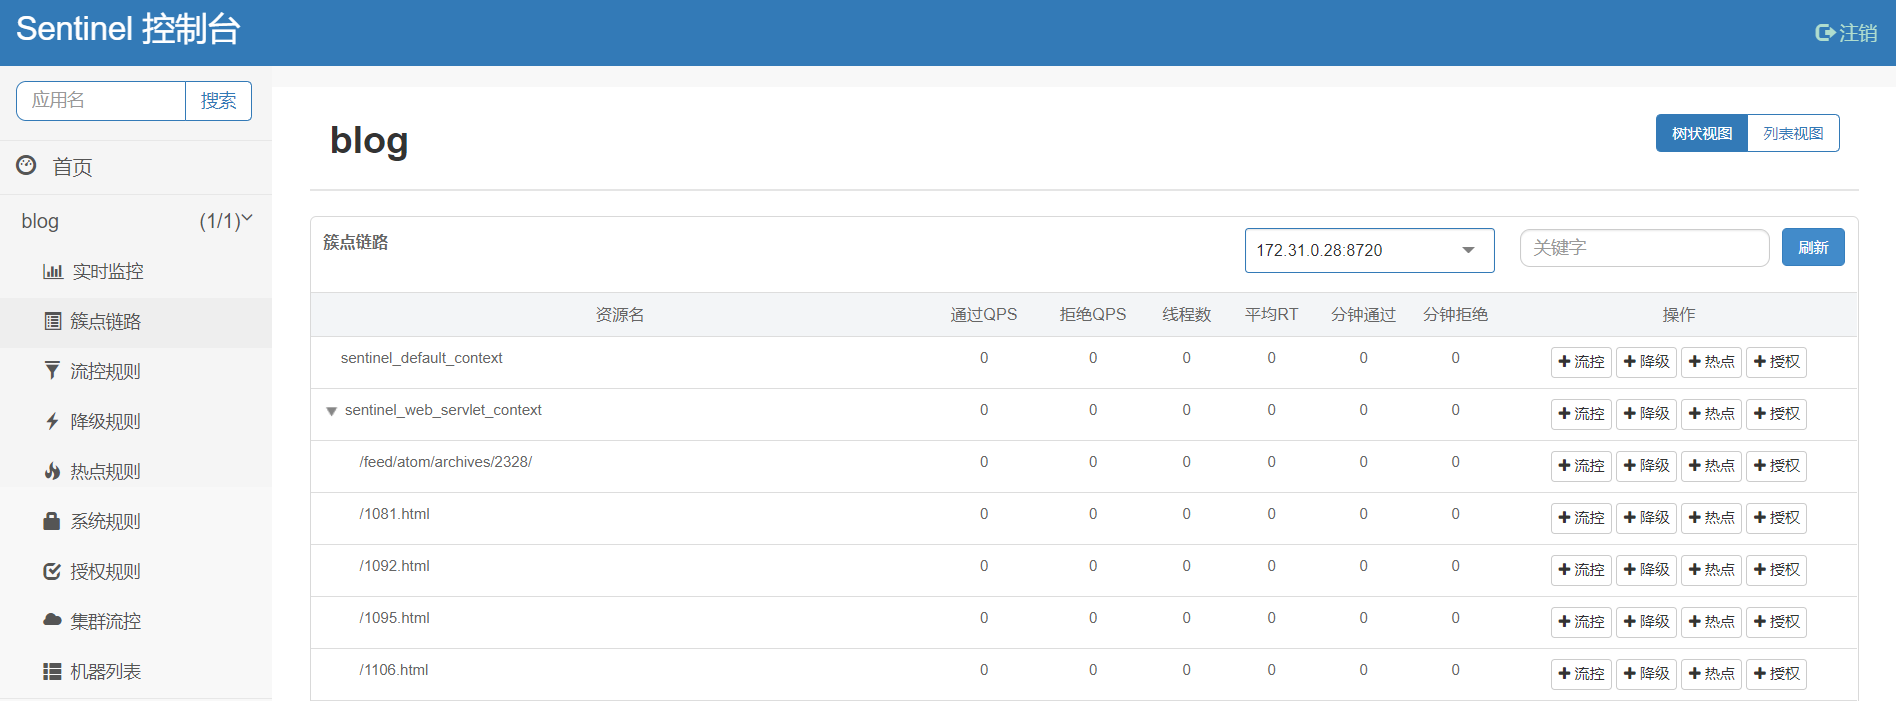 Sentinel 控制台
注销
应用名 搜索
首页
blog (1/1)
实时监控
簇点链路
流控规则
降级规则
热点规则
系统规则
授权规则
集群流控
机器列表
blog
树状视图 列表视图
簇点链路 172.31.0.28:8720 关键字 刷新
资源名 通过QPS 拒绝QPS 线程数 平均RT 分钟通过 分钟拒绝 操作
sentinel_default_context 0 0 0 0 0 0 流控 降级 热点 授权
sentinel_web_servlet_context 0 0 0 0 0 0 流控 降级 热点 授权
/feed/atom/archives/2328/ 0 0 0 0 0 0 流控 降级 热点 授权
/1081.html 0 0 0 0 0 0 流控 降级 热点 授权
/1092.html 0 0 0 0 0 0 流控 降级 热点 授权
/1095.html 0 0 0 0 0 0 流控 降级 热点 授权
/1106.html 0 0 0 0 0 0 流控 降级 热点 授权